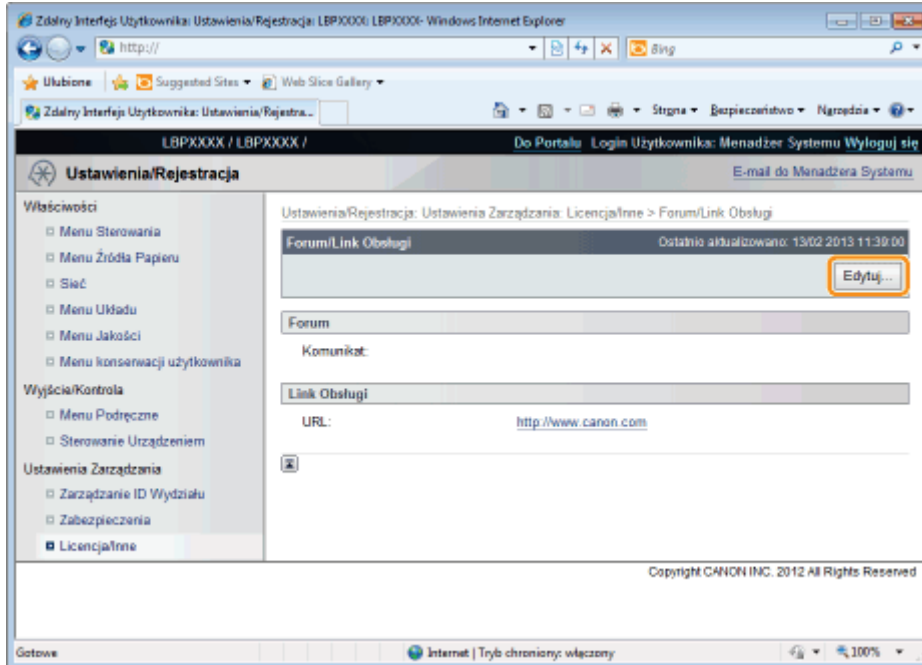 Zdalny Interfejs Użytkownika: Ustawienia/Rejestracja: LBPXXXX: LBPXXXX- Windows Internet Explorer
http://
Bing
Ulubione Suggested Sites Web Slice Gallery
Zdalny Interfejs Użytkownika: Ustawienia/Rejestra... Strona Bezpieczeństwo Narzędzia
LBPXXXX / LBPXXXX / Do Portalu Login Użytkownika: Menadżer Systemu Wyloguj się
Ustawienia/Rejestracja E-mail do Menadżera Systemu
Właściwości
Menu Sterowania
Menu Źródła Papieru
Sieć
Menu Układu
Menu Jakości
Menu konserwacji użytkownika
Wyjście/Kontrola
Menu Podręczne
Sterowanie Urządzeniem
Ustawienia Zarządzania
Zarządzanie ID Wydziału
Zabezpieczenia
Licencja/Inne
Ustawienia/Rejestracja: Ustawienia Zarządzania: Licencja/Inne > Forum/Link Obsługi
Forum/Link Obsługi Ostatnio aktualizowano: 13/02 2013 11:39:00
Edytuj...
Forum
Komunikat:
Link Obsługi
URL: http://www.canon.com
Copyright CANON INC. 2012 All Rights Reserved
Gotowe Internet | Tryb chroniony: włączony 100%